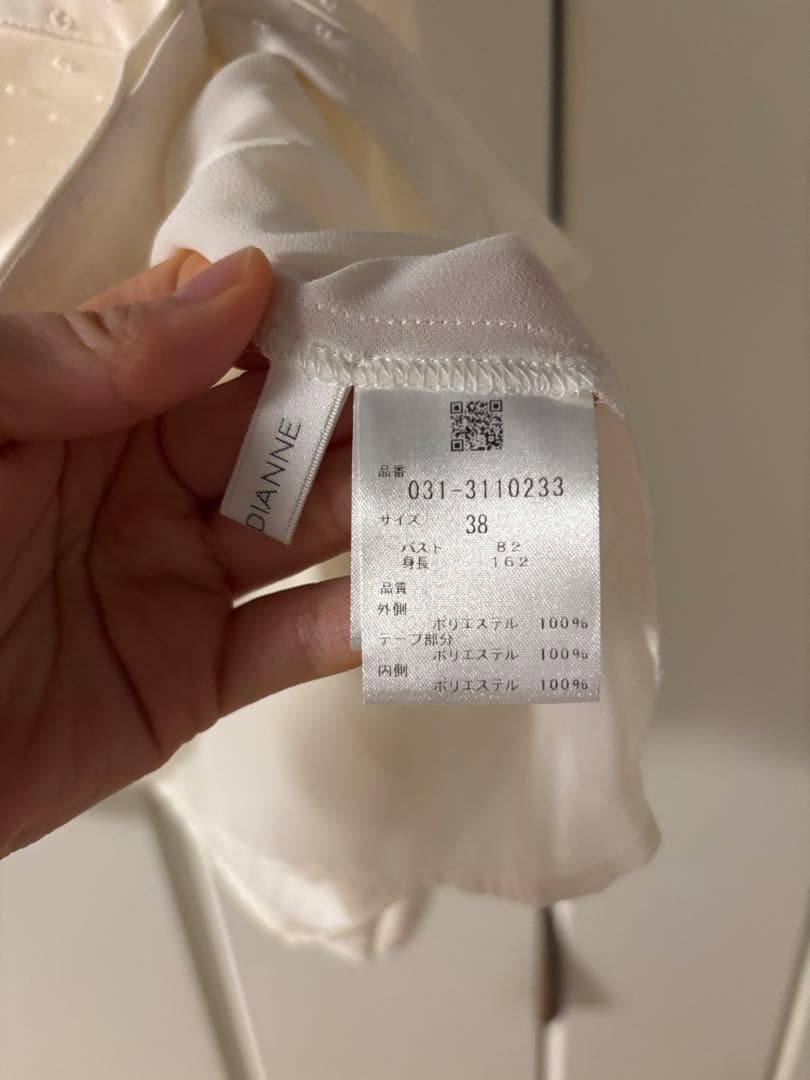 DIANNE
品番
031-3110233
サイズ 38
バスト 82
身長 162
品質
外側
ポリエステル 100%
テープ部分
ポリエステル 100%
内側
ポリエステル 100%